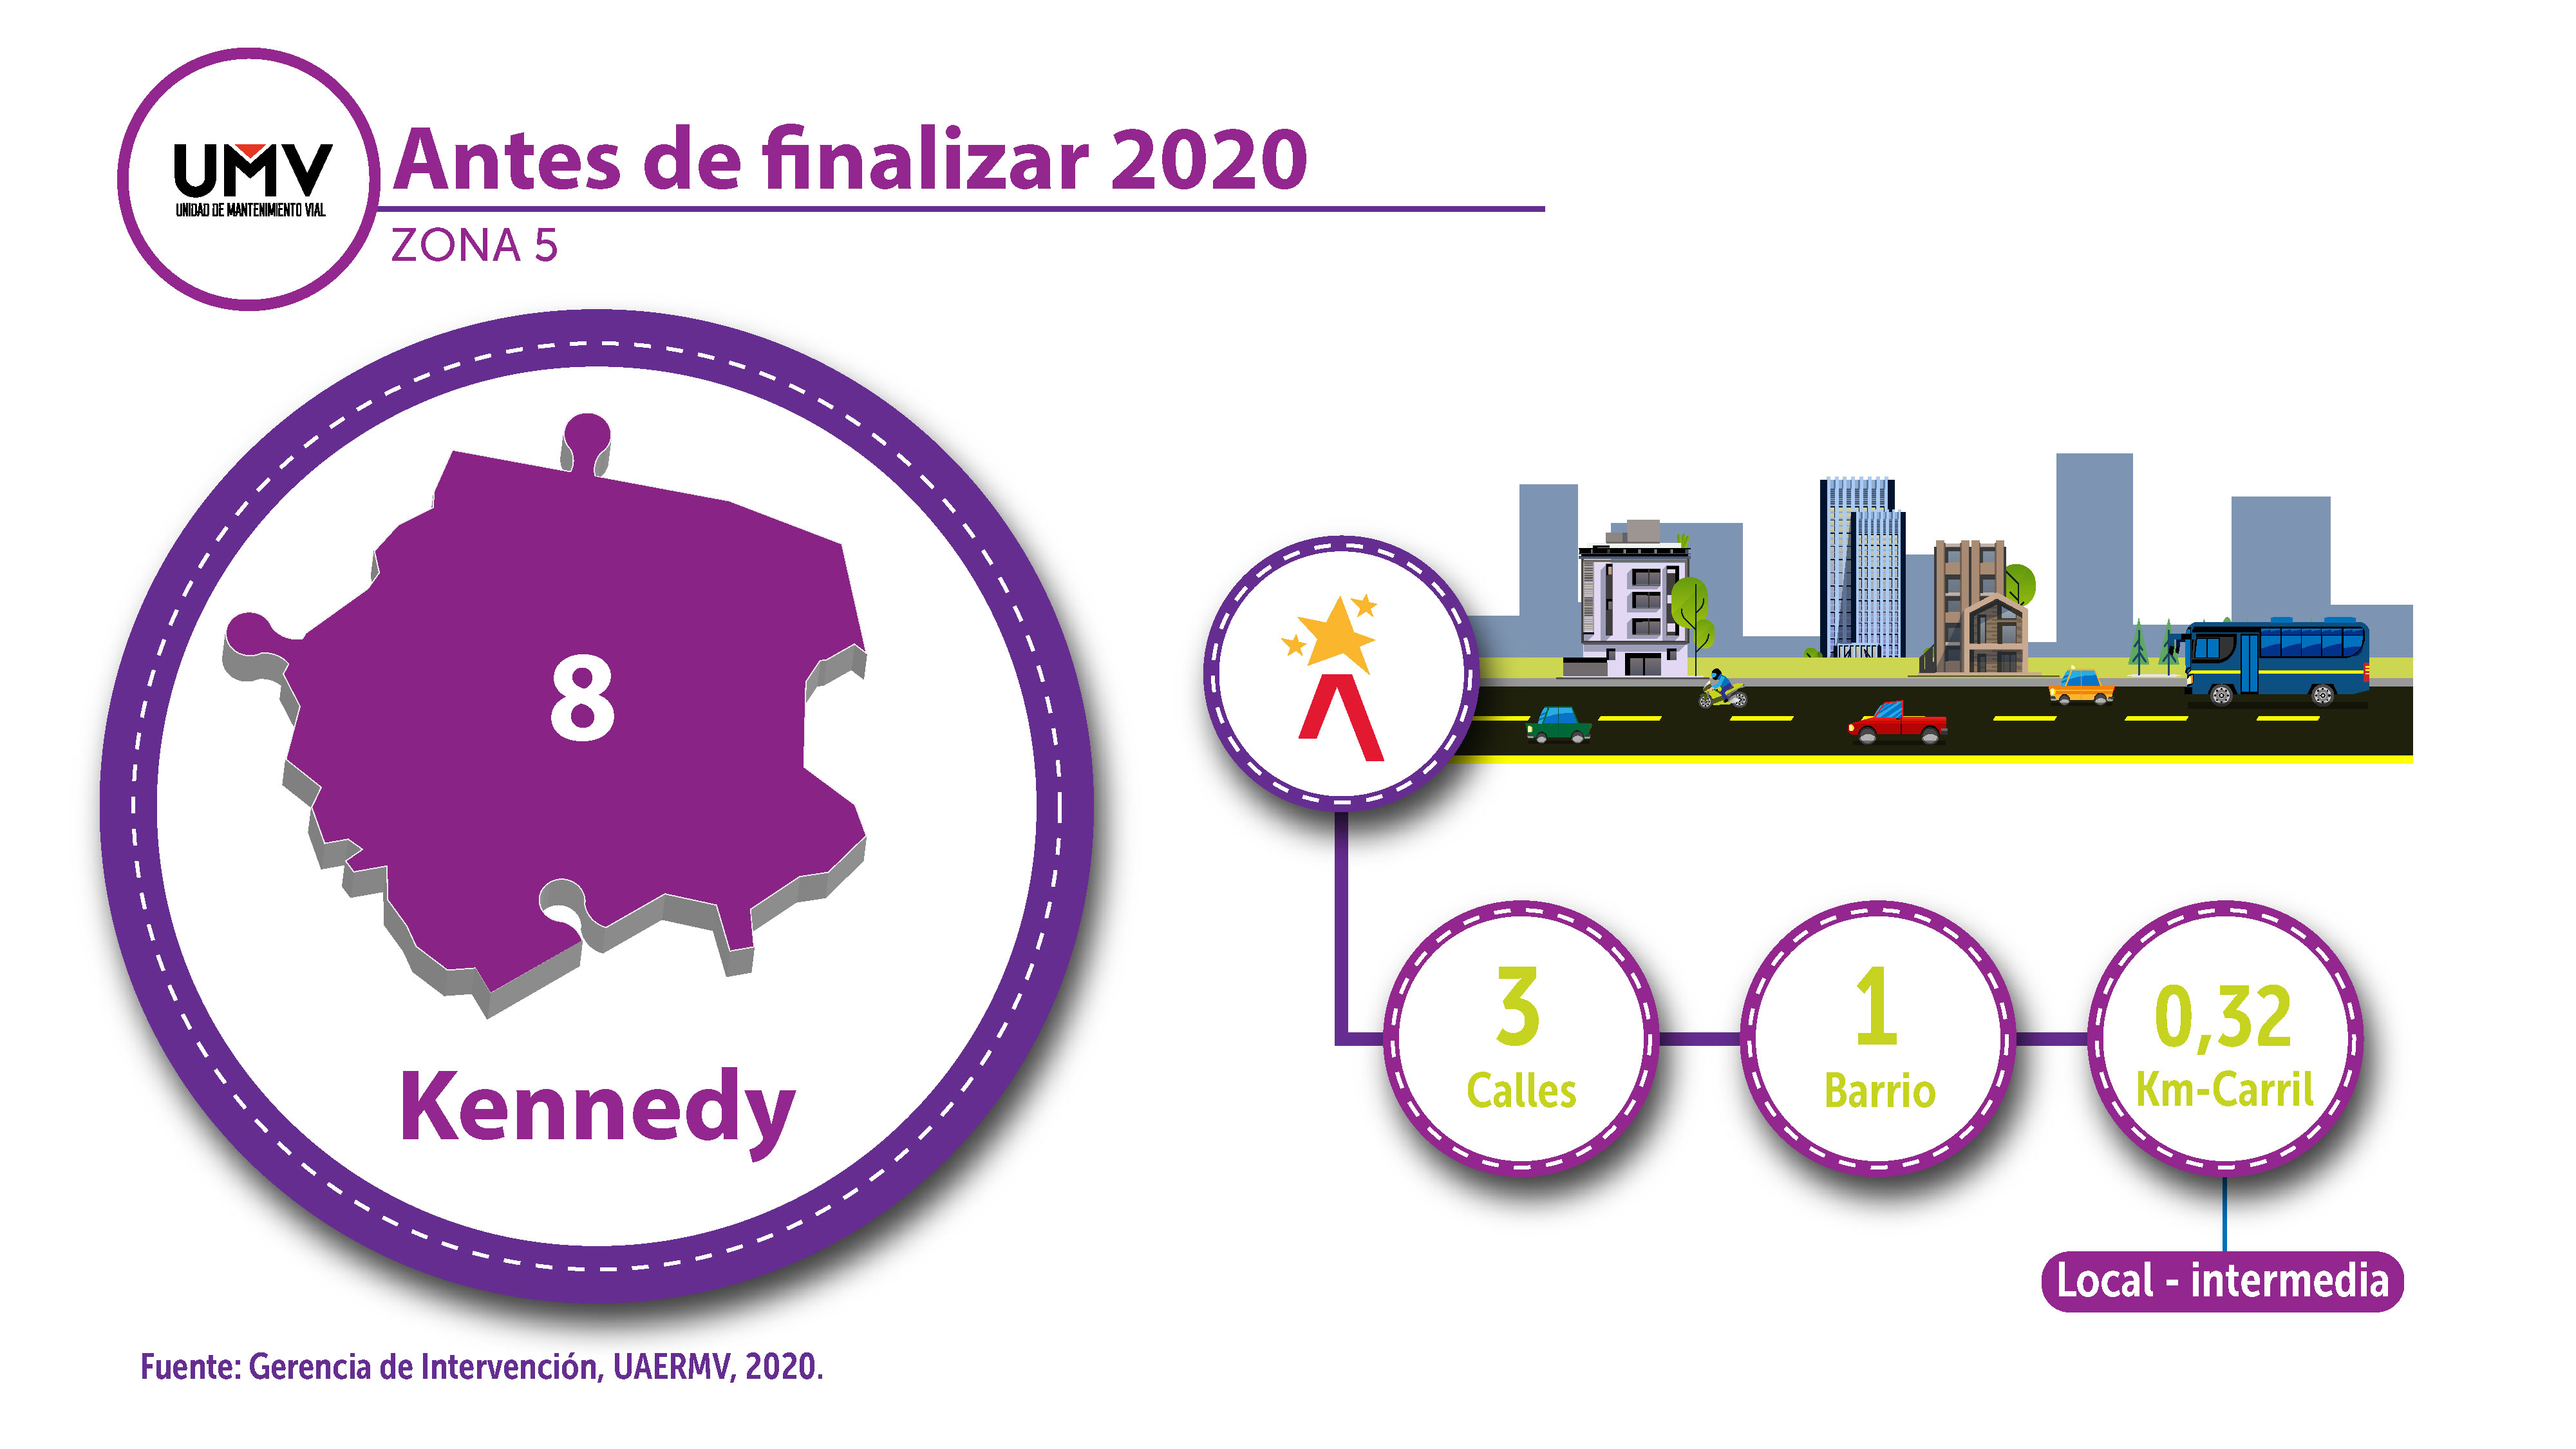 UMV
UNIDAD DE MANTENIMIENTO VIAL
Antes de finalizar 2020
ZONA 5
8
Kennedy
3
Calles
1
Barrio
0,32
Km-Carril
Local - intermedia
Fuente: Gerencia de Intervención, UAERMV, 2020.